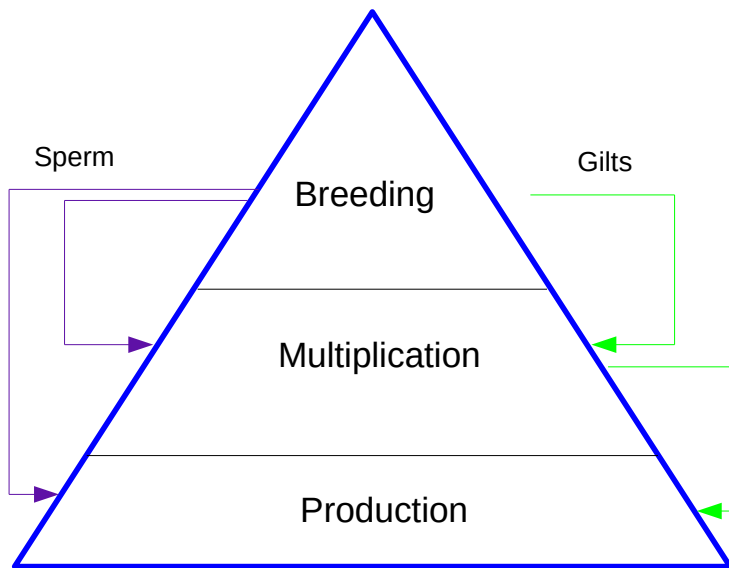 Sperm
Gilts
Breeding
Multiplication
Production